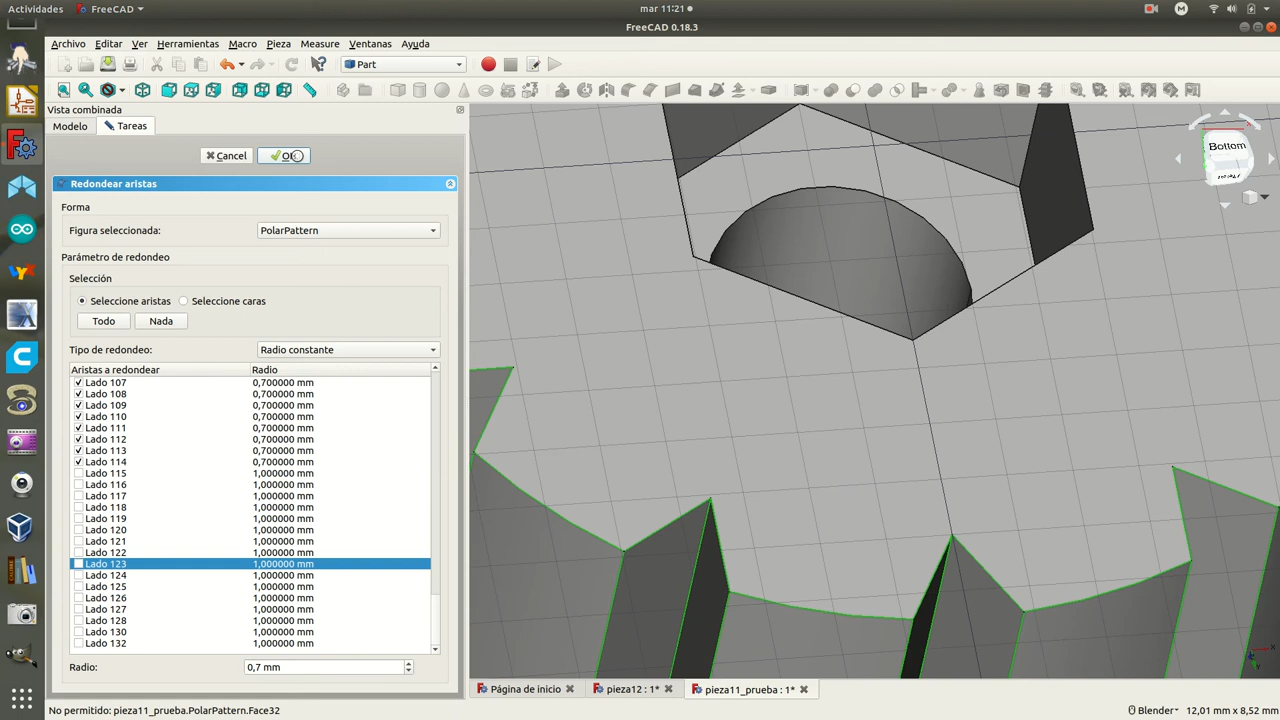 Actividades FreeCAD mar 11:21
FreeCAD 0.18.3
Archivo Editar Ver Herramientas Macro Pieza Measure Ventanas Ayuda
Part
Vista combinada
Modelo Tareas
Cancel OK
Redondear aristas
Forma
Figura seleccionada: PolarPattern
Parámetro de redondeo
Selección
Seleccione aristas Seleccione caras
Todo Nada
Tipo de redondeo: Radio constante
Aristas a redondear Radio
Lado 107 0,700000 mm
Lado 108 0,700000 mm
Lado 109 0,700000 mm
Lado 110 0,700000 mm
Lado 111 0,700000 mm
Lado 112 0,700000 mm
Lado 113 0,700000 mm
Lado 114 0,700000 mm
Lado 115 1,000000 mm
Lado 116 1,000000 mm
Lado 117 1,000000 mm
Lado 118 1,000000 mm
Lado 119 1,000000 mm
Lado 120 1,000000 mm
Lado 121 1,000000 mm
Lado 122 1,000000 mm
Lado 123 1,000000 mm
Lado 124 1,000000 mm
Lado 125 1,000000 mm
Lado 126 1,000000 mm
Lado 127 1,000000 mm
Lado 128 1,000000 mm
Lado 130 1,000000 mm
Lado 132 1,000000 mm
Radio: 0,7 mm
Bottom
Página de inicio pieza12 : 1* pieza11_prueba : 1*
No permitido: pieza11_prueba.PolarPattern.Face32 Blender 12,01 mm x 8,52 mm